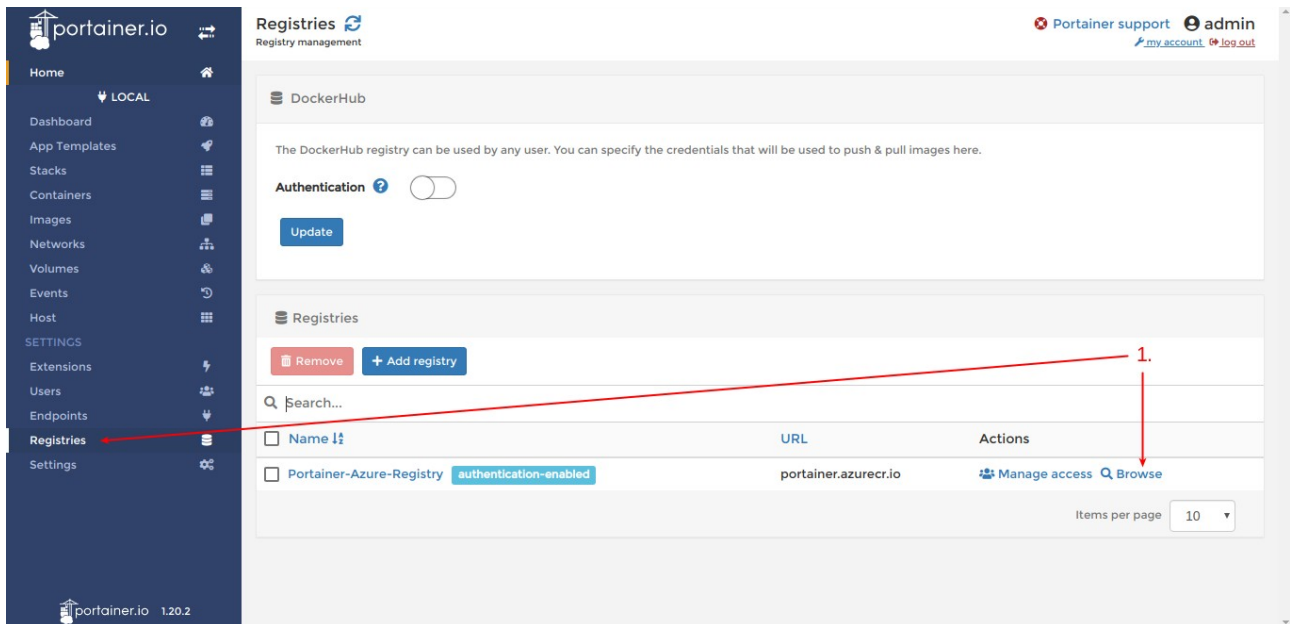 portainer.io
Home
LOCAL
Dashboard
App Templates
Stacks
Containers
Images
Networks
Volumes
Events
Host
SETTINGS
Extensions
Users
Endpoints
Registries
Settings
portainer.io 1.20.2
Registries
Registry management
Portainer support admin
my account log out
DockerHub
The DockerHub registry can be used by any user. You can specify the credentials that will be used to push & pull images here.
Authentication
Update
Registries
Remove + Add registry
1.
Search...
Name URL Actions
Portainer-Azure-Registry authentication-enabled portainer.azurecr.io Manage access Browse
Items per page 10